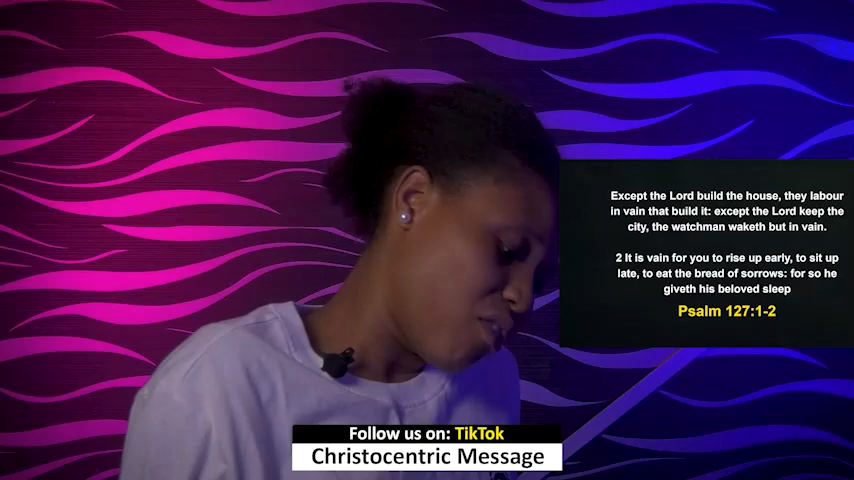 Except the Lord build the house, they labour
in vain that build it: except the Lord keep the
city, the watchman waketh but in vain.
2 It is vain for you to rise up early, to sit up
late, to eat the bread of sorrows: for so he
giveth his beloved sleep
Psalm 127:1-2
Follow us on: TikTok
Christocentric Message